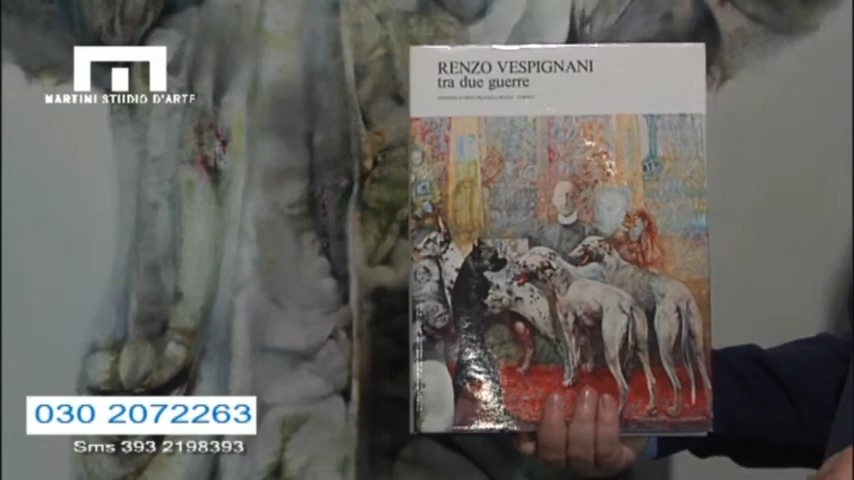 MARTINI STUDIO D'ARTE
RENZO VESPIGNANI
tra due guerre
030 2072263
Sms 393 2198393